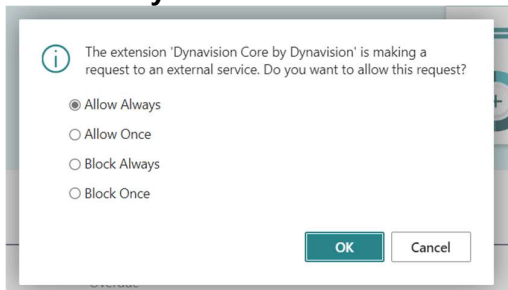 The extension 'Dynavision Core by Dynavision' is making a
request to an external service. Do you want to allow this request?
Allow Always
Allow Once
Block Always
Block Once
OK
Cancel